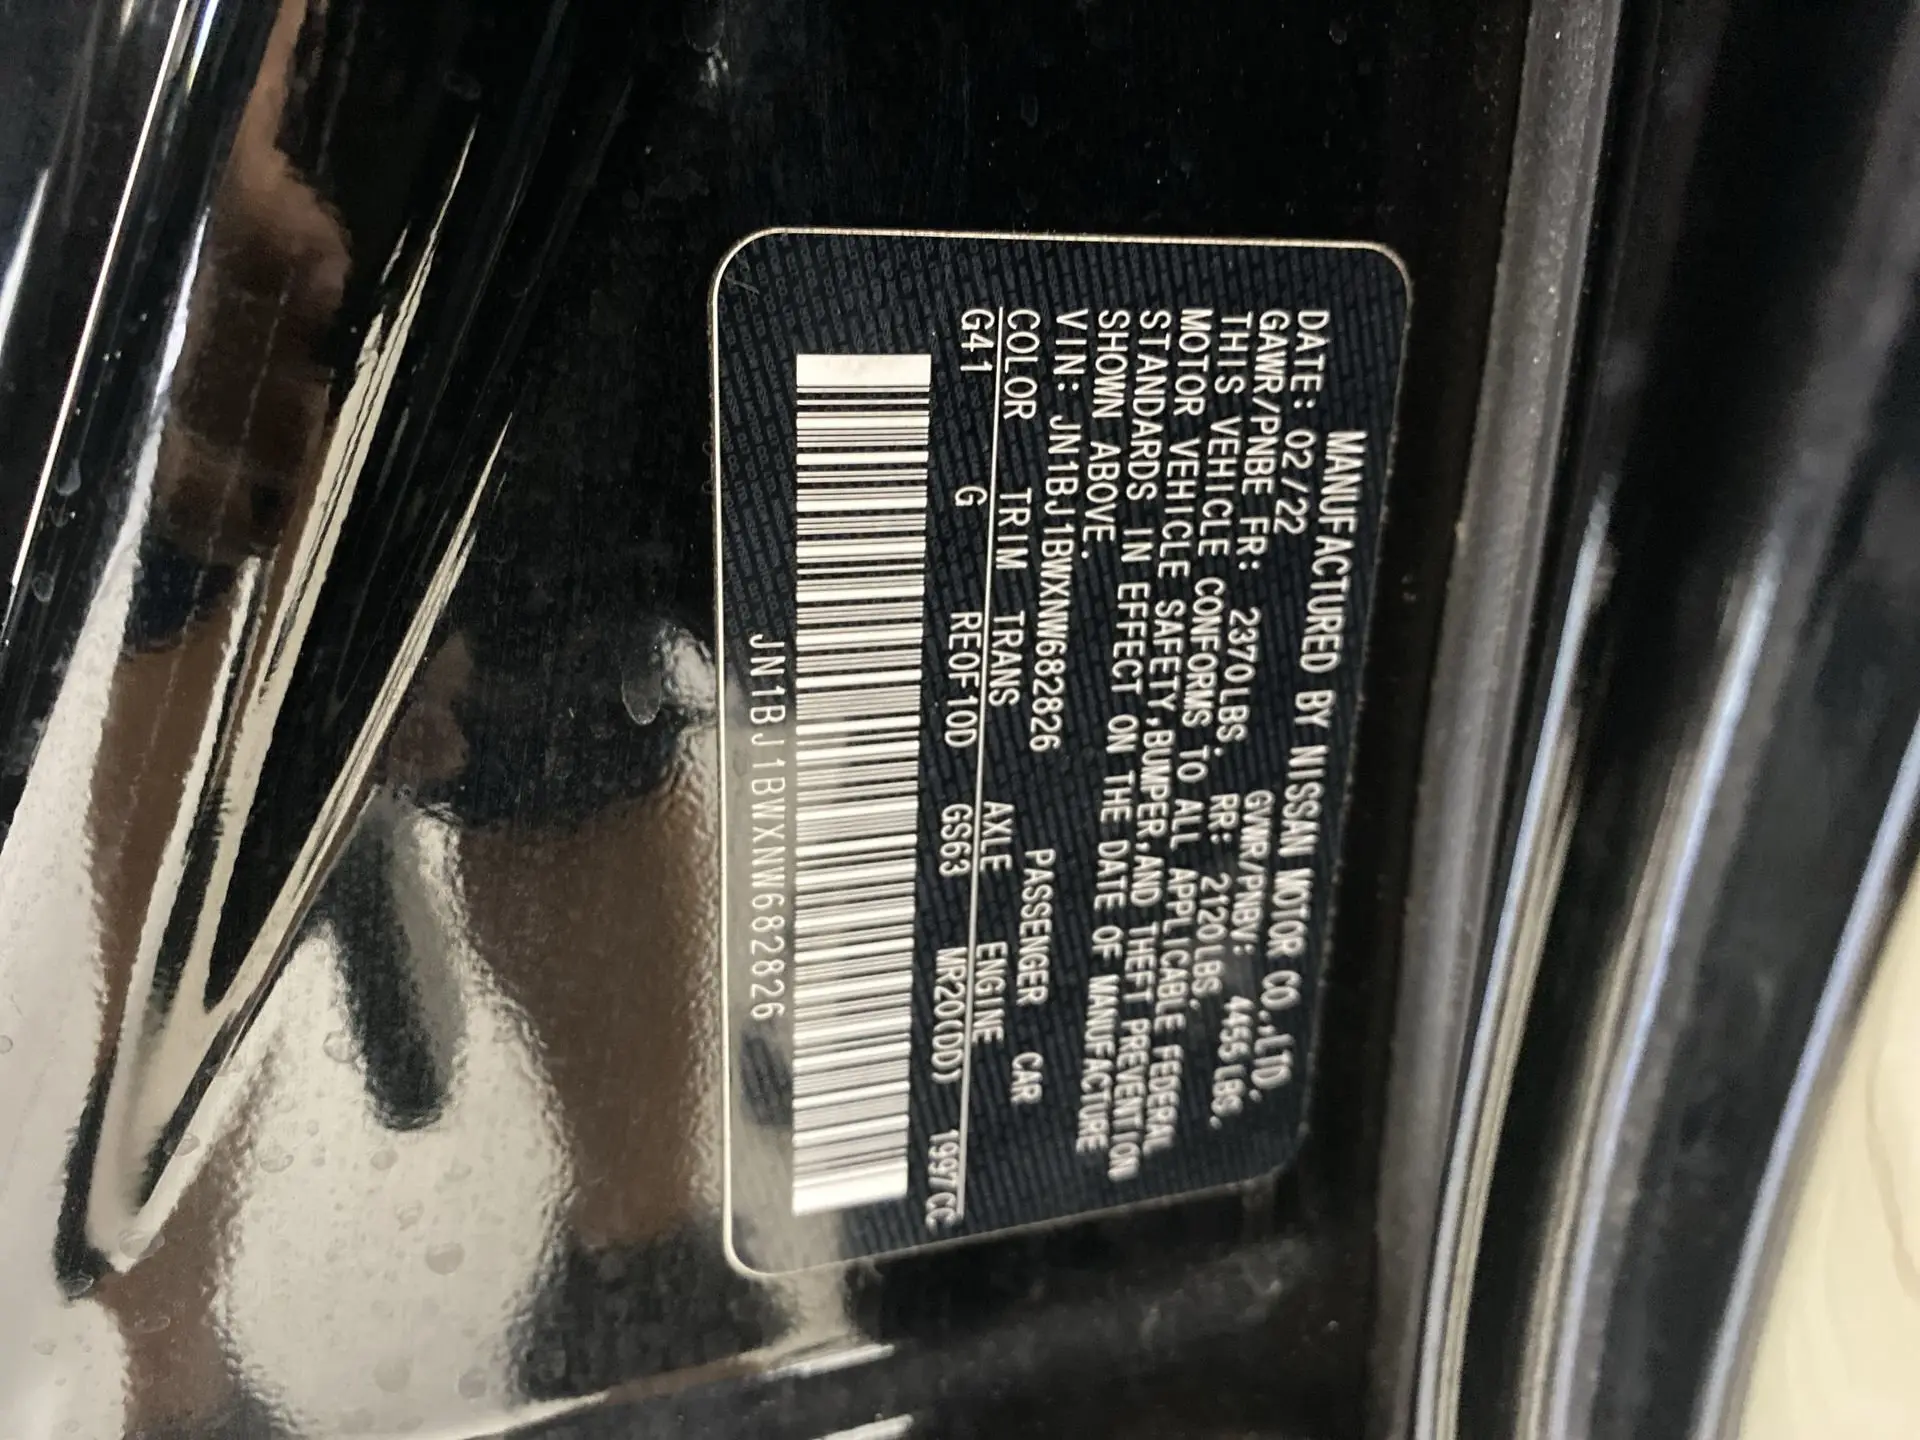 MANUFACTURED BY NISSAN MOTOR CO.,LTD.
DATE: 02/22 GVWR/PNBV: 4455 LBS.
GAWR/PNBE FR: 2370LBS. RR: 2120LBS.
THIS VEHICLE CONFORMS TO ALL APPLICABLE FEDERAL
MOTOR VEHICLE SAFETY,BUMPER,AND THEFT PREVENTION
STANDARDS IN EFFECT ON THE DATE OF MANUFACTURE
SHOWN ABOVE.
VIN: JN1BJ1BWXNW682826 PASSENGER CAR
COLOR TRIM TRANS AXLE ENGINE
G41 G RE0F10D GS63 MR20(DD) 1997CC
JN1BJ1BWXNW682826